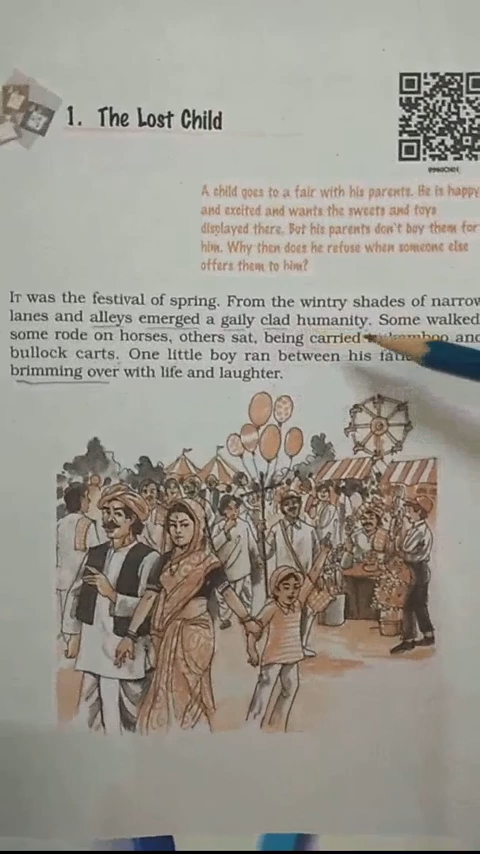 1. The Lost Child
A child goes to a fair with his parents. He is happy
and excited and wants the sweets and toys
displayed there. But his parents don't buy them for
him. Why then does he refuse when someone else
offers them to him?
IT was the festival of spring. From the wintry shades of narrow
lanes and alleys emerged a gaily clad humanity. Some walked
some rode on horses, others sat, being carried and
bullock carts. One little boy ran between his
brimming over with life and laughter.